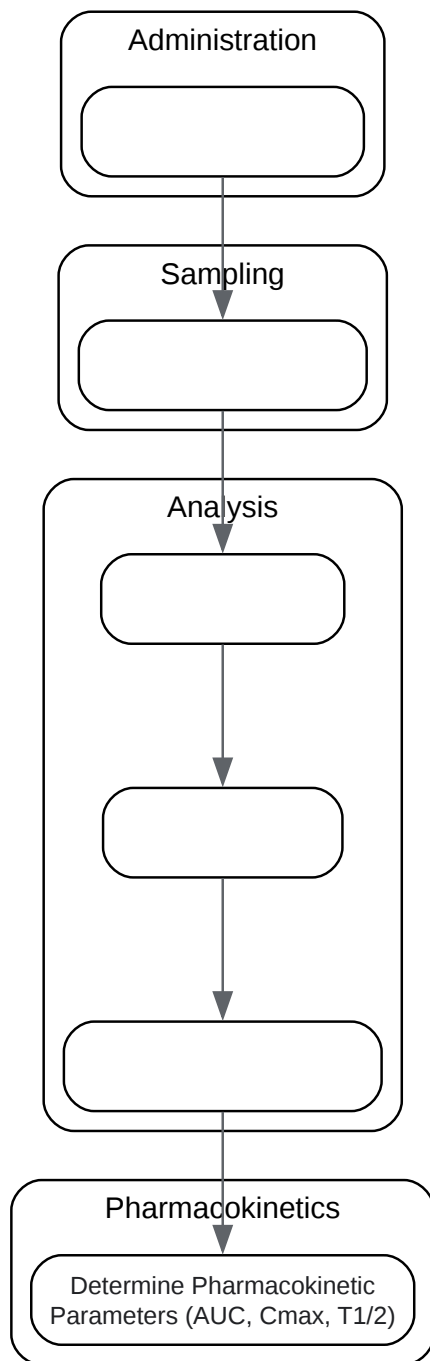 Administration
Sampling
Analysis
Pharmacokinetics
Determine Pharmacokinetic
Parameters (AUC, Cmax, T1/2)